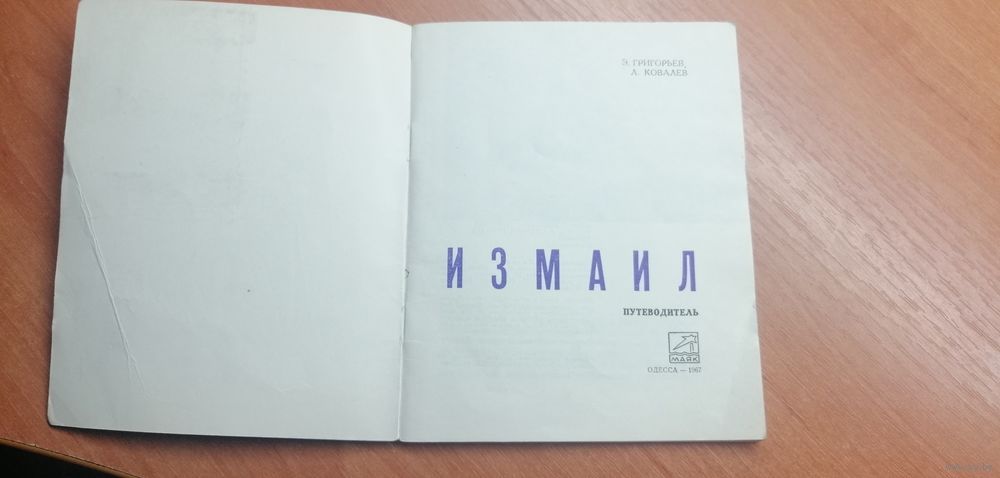 Э. ГРИГОРЬЕВ,
Л. КОВАЛЕВ
ИЗМАИЛ
ПУТЕВОДИТЕЛЬ
МАЯК
ОДЕССА — 1967